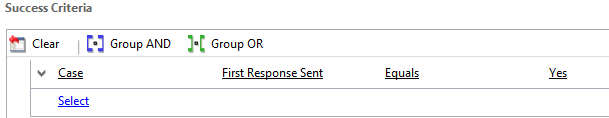 Success Criteria
Clear Group AND Group OR
Case First Response Sent Equals Yes
Select